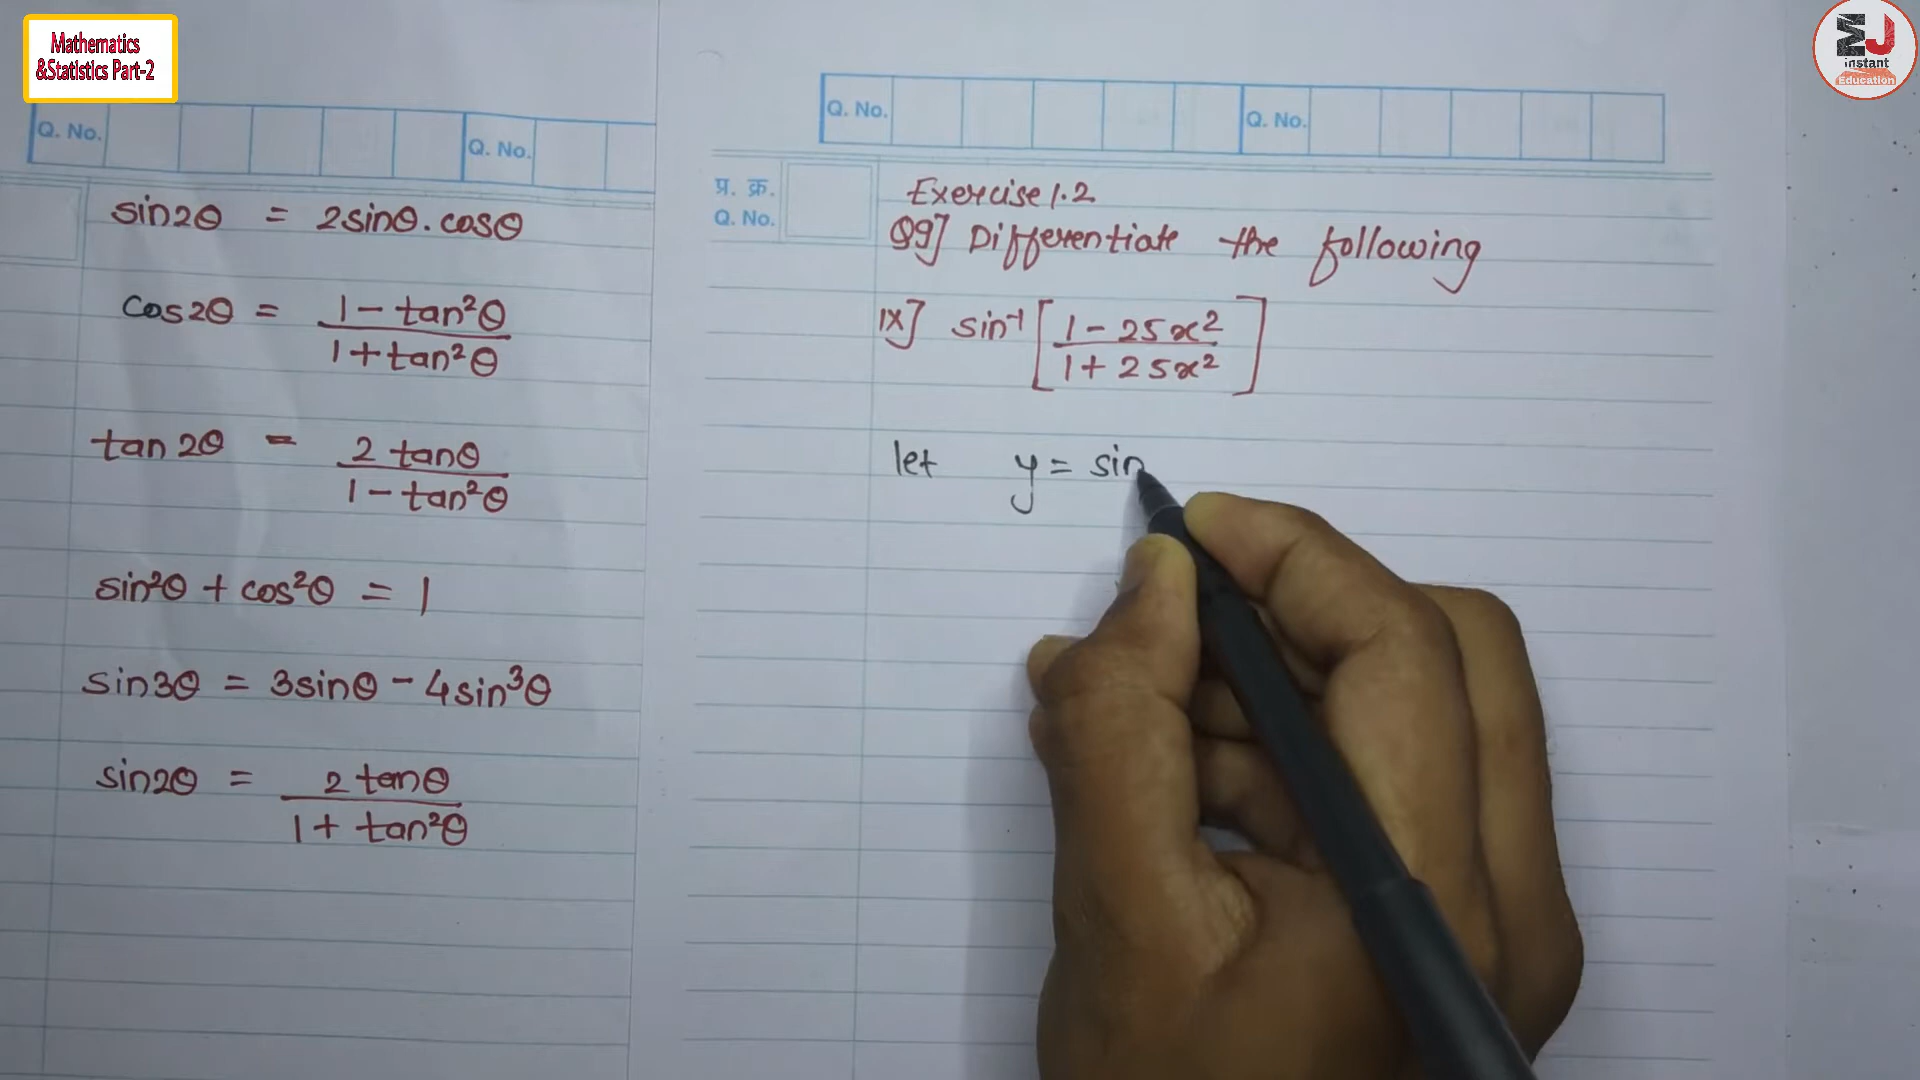 Mathematics
&Statistics Part-2
MJ
instant
Education
Q. No.
Q. No.
sin2θ = 2sinθ.cosθ
cos2θ = 1 - tan²θ
1 + tan²θ
tan 2θ = 2 tanθ
1 - tan²θ
sin²θ + cos²θ = 1
sin3θ = 3sinθ - 4sin³θ
sin2θ = 2 tanθ
1 + tan²θ
Q. No.
Q. No.
प्र. क्र.
Q. No.
Exercise 1.2
Q9] Differentiate the following
IX] sin⁻¹ [ 1 - 25x²
1 + 25x² ]
let y = sin